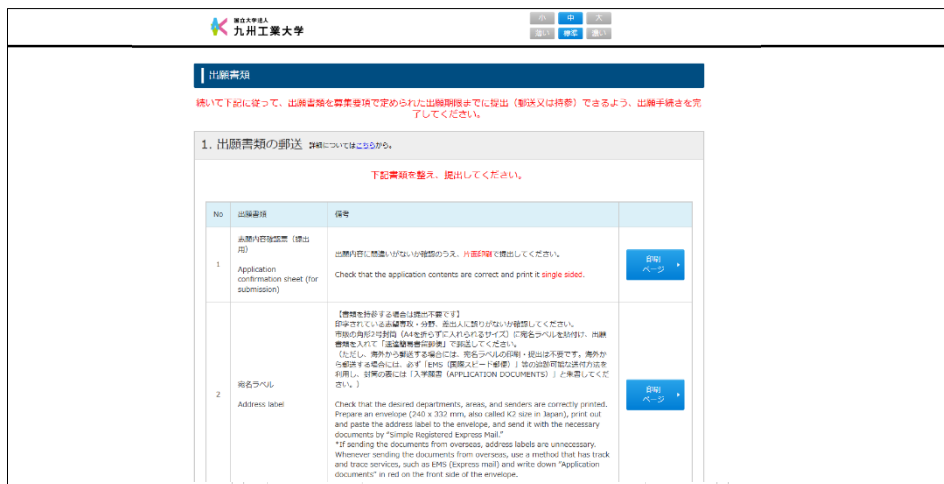 国立大学法人
九州工業大学
小 中 大
薄い 標準 濃い
出願書類
続いて下記に従って、出願書類を募集要項で定められた出願期限までに提出（郵送又は持参）できるよう、出願手続きを完
了してください。
1. 出願書類の郵送 詳細についてはこちらから。
下記書類を整え、提出してください。
No 出願書類 備考
志願内容確認票（提出
用）
1
Application
confirmation sheet (for
submission)
出願内容に間違いがないか確認のうえ、片面印刷で提出してください。
Check that the application contents are correct and print it single sided.
印刷
ページ
2
宛名ラベル
Address label
【書類を持参する場合は提出不要です】
印字されている志望専攻・分野、差出人に誤りがないか確認してください。
市販の角形2号封筒（A4を折らずに入れられるサイズ）に宛名ラベルを貼付け、出願
書類を入れて「速達簡易書留郵便」で郵送してください。
（ただし、海外から郵送する場合には、宛名ラベルの印刷・提出は不要です。海外か
ら郵送する場合には、必ず「EMS（国際スピード郵便）」等の追跡可能な送付方法を
利用し、封筒の表には「入学願書（APPLICATION DOCUMENTS）」と朱書してくだ
さい。）
Check that the desired departments, areas, and senders are correctly printed.
Prepare an envelope (240 x 332 mm, also called K2 size in Japan), print out
and paste the address label to the envelope, and send it with the necessary
documents by "Simple Registered Express Mail."
*If sending the documents from overseas, address labels are unnecessary.
Whenever sending the documents from overseas, use a method that has track
and trace services, such as EMS (Express mail) and write down "Application
documents" in red on the front side of the envelope.
印刷
ページ